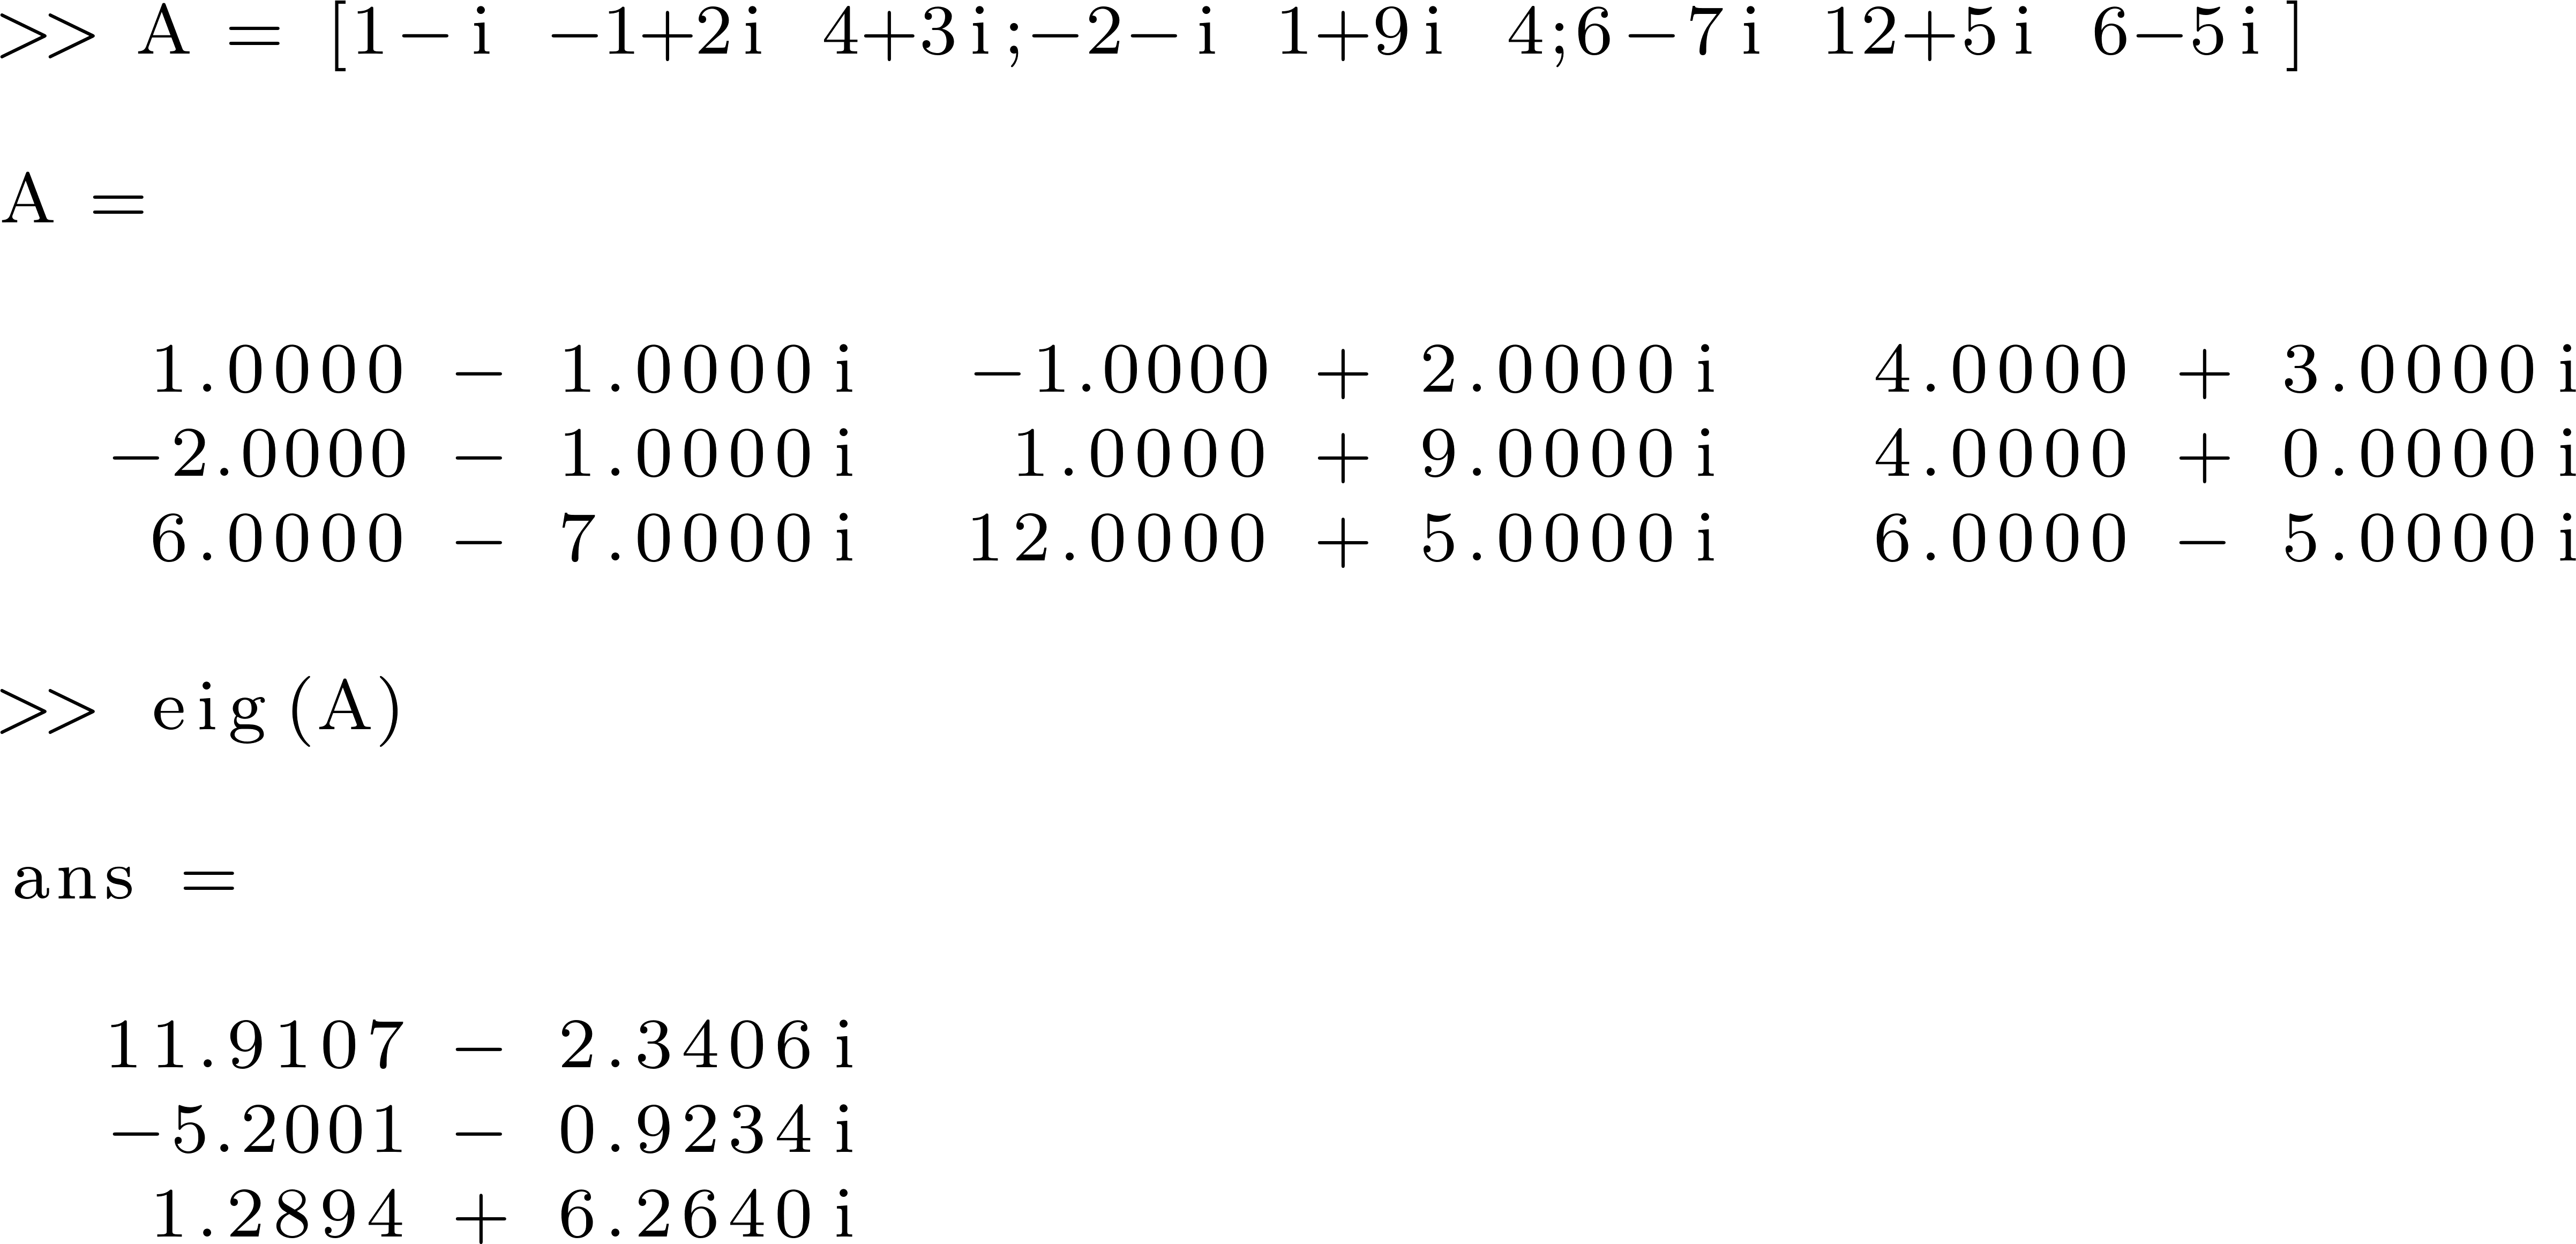 >> A = [1-i -1+2i 4+3i;-2-i 1+9i 4;6-7i 12+5i 6-5i]
A =
1.0000 - 1.0000i -1.0000 + 2.0000i 4.0000 + 3.0000i
-2.0000 - 1.0000i 1.0000 + 9.0000i 4.0000 + 0.0000i
6.0000 - 7.0000i 12.0000 + 5.0000i 6.0000 - 5.0000i
>> eig(A)
ans =
11.9107 - 2.3406i
-5.2001 - 0.9234i
1.2894 + 6.2640i